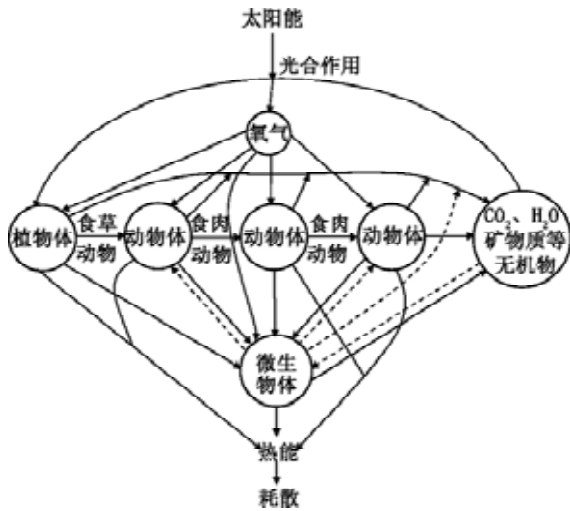 太阳能
光合作用
氧气
植物体
食草
动物
动物体
食肉
动物
动物体
食肉
动物
动物体
CO₂、H₂O
矿物质等
无机物
微生
物体
热能
耗散